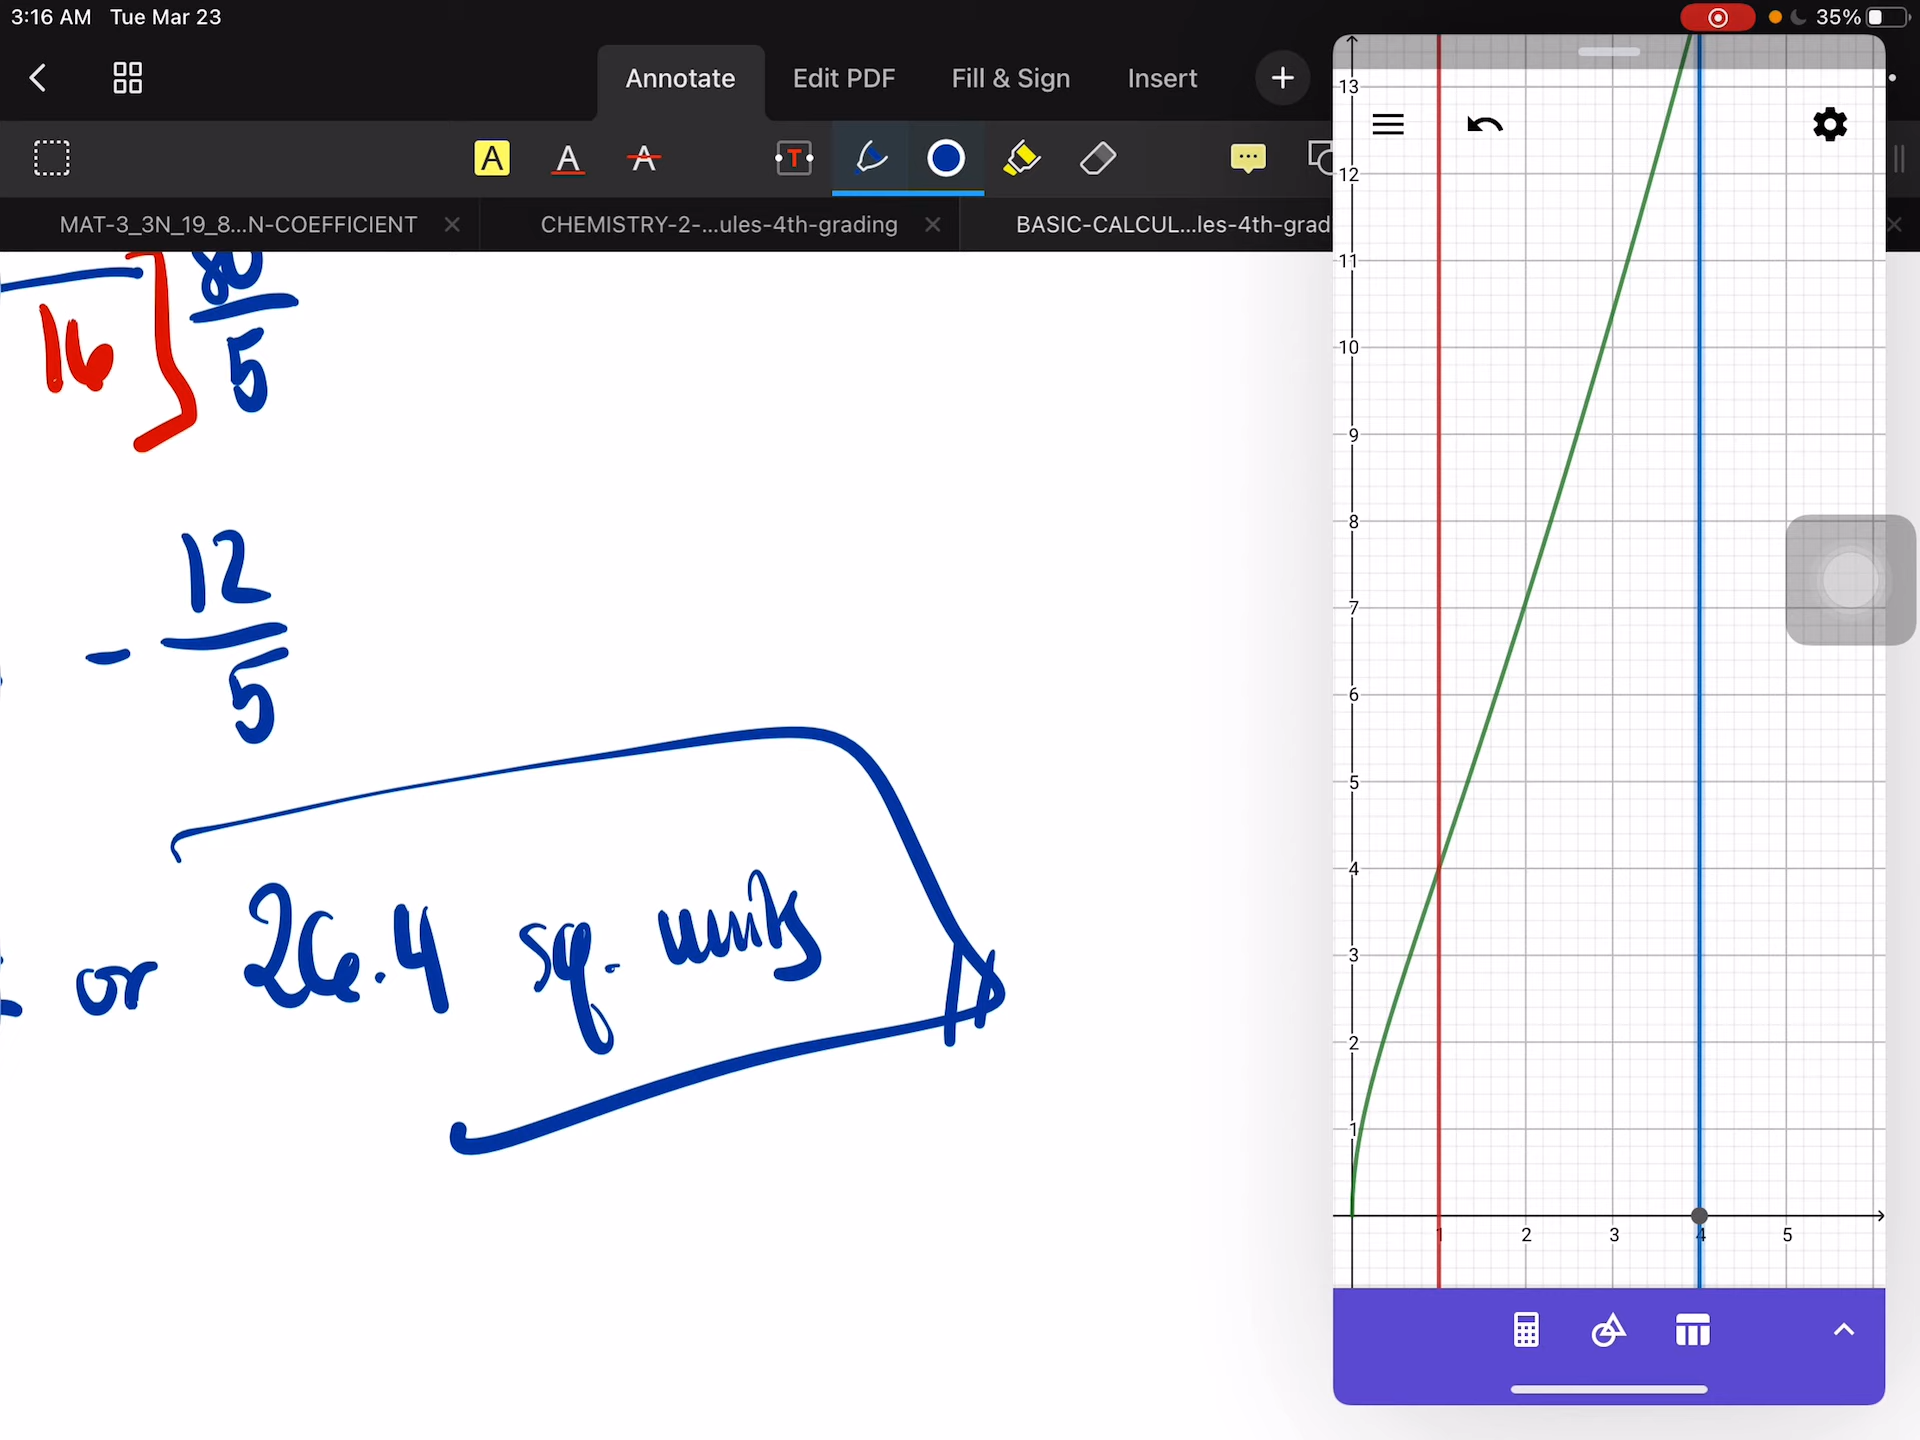 3:16 AM Tue Mar 23
35%
Annotate Edit PDF Fill & Sign Insert
A A A T
MAT-3_3N_19_8...N-COEFFICIENT
CHEMISTRY-2-...ules-4th-grading
BASIC-CALCUL...les-4th-grad
16
80
5
- 12
5
or 26.4 sq. units
13
12
11
10
9
8
7
6
5
4
3
2
1
1 2 3 4 5